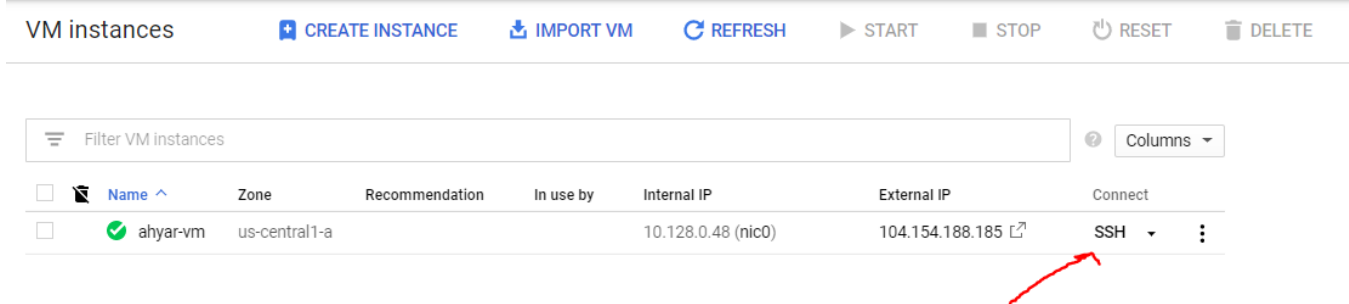 VM instances CREATE INSTANCE IMPORT VM REFRESH START STOP RESET DELETE
Filter VM instances Columns
Name Zone Recommendation In use by Internal IP External IP Connect
ahyar-vm us-central1-a 10.128.0.48 (nic0) 104.154.188.185 SSH